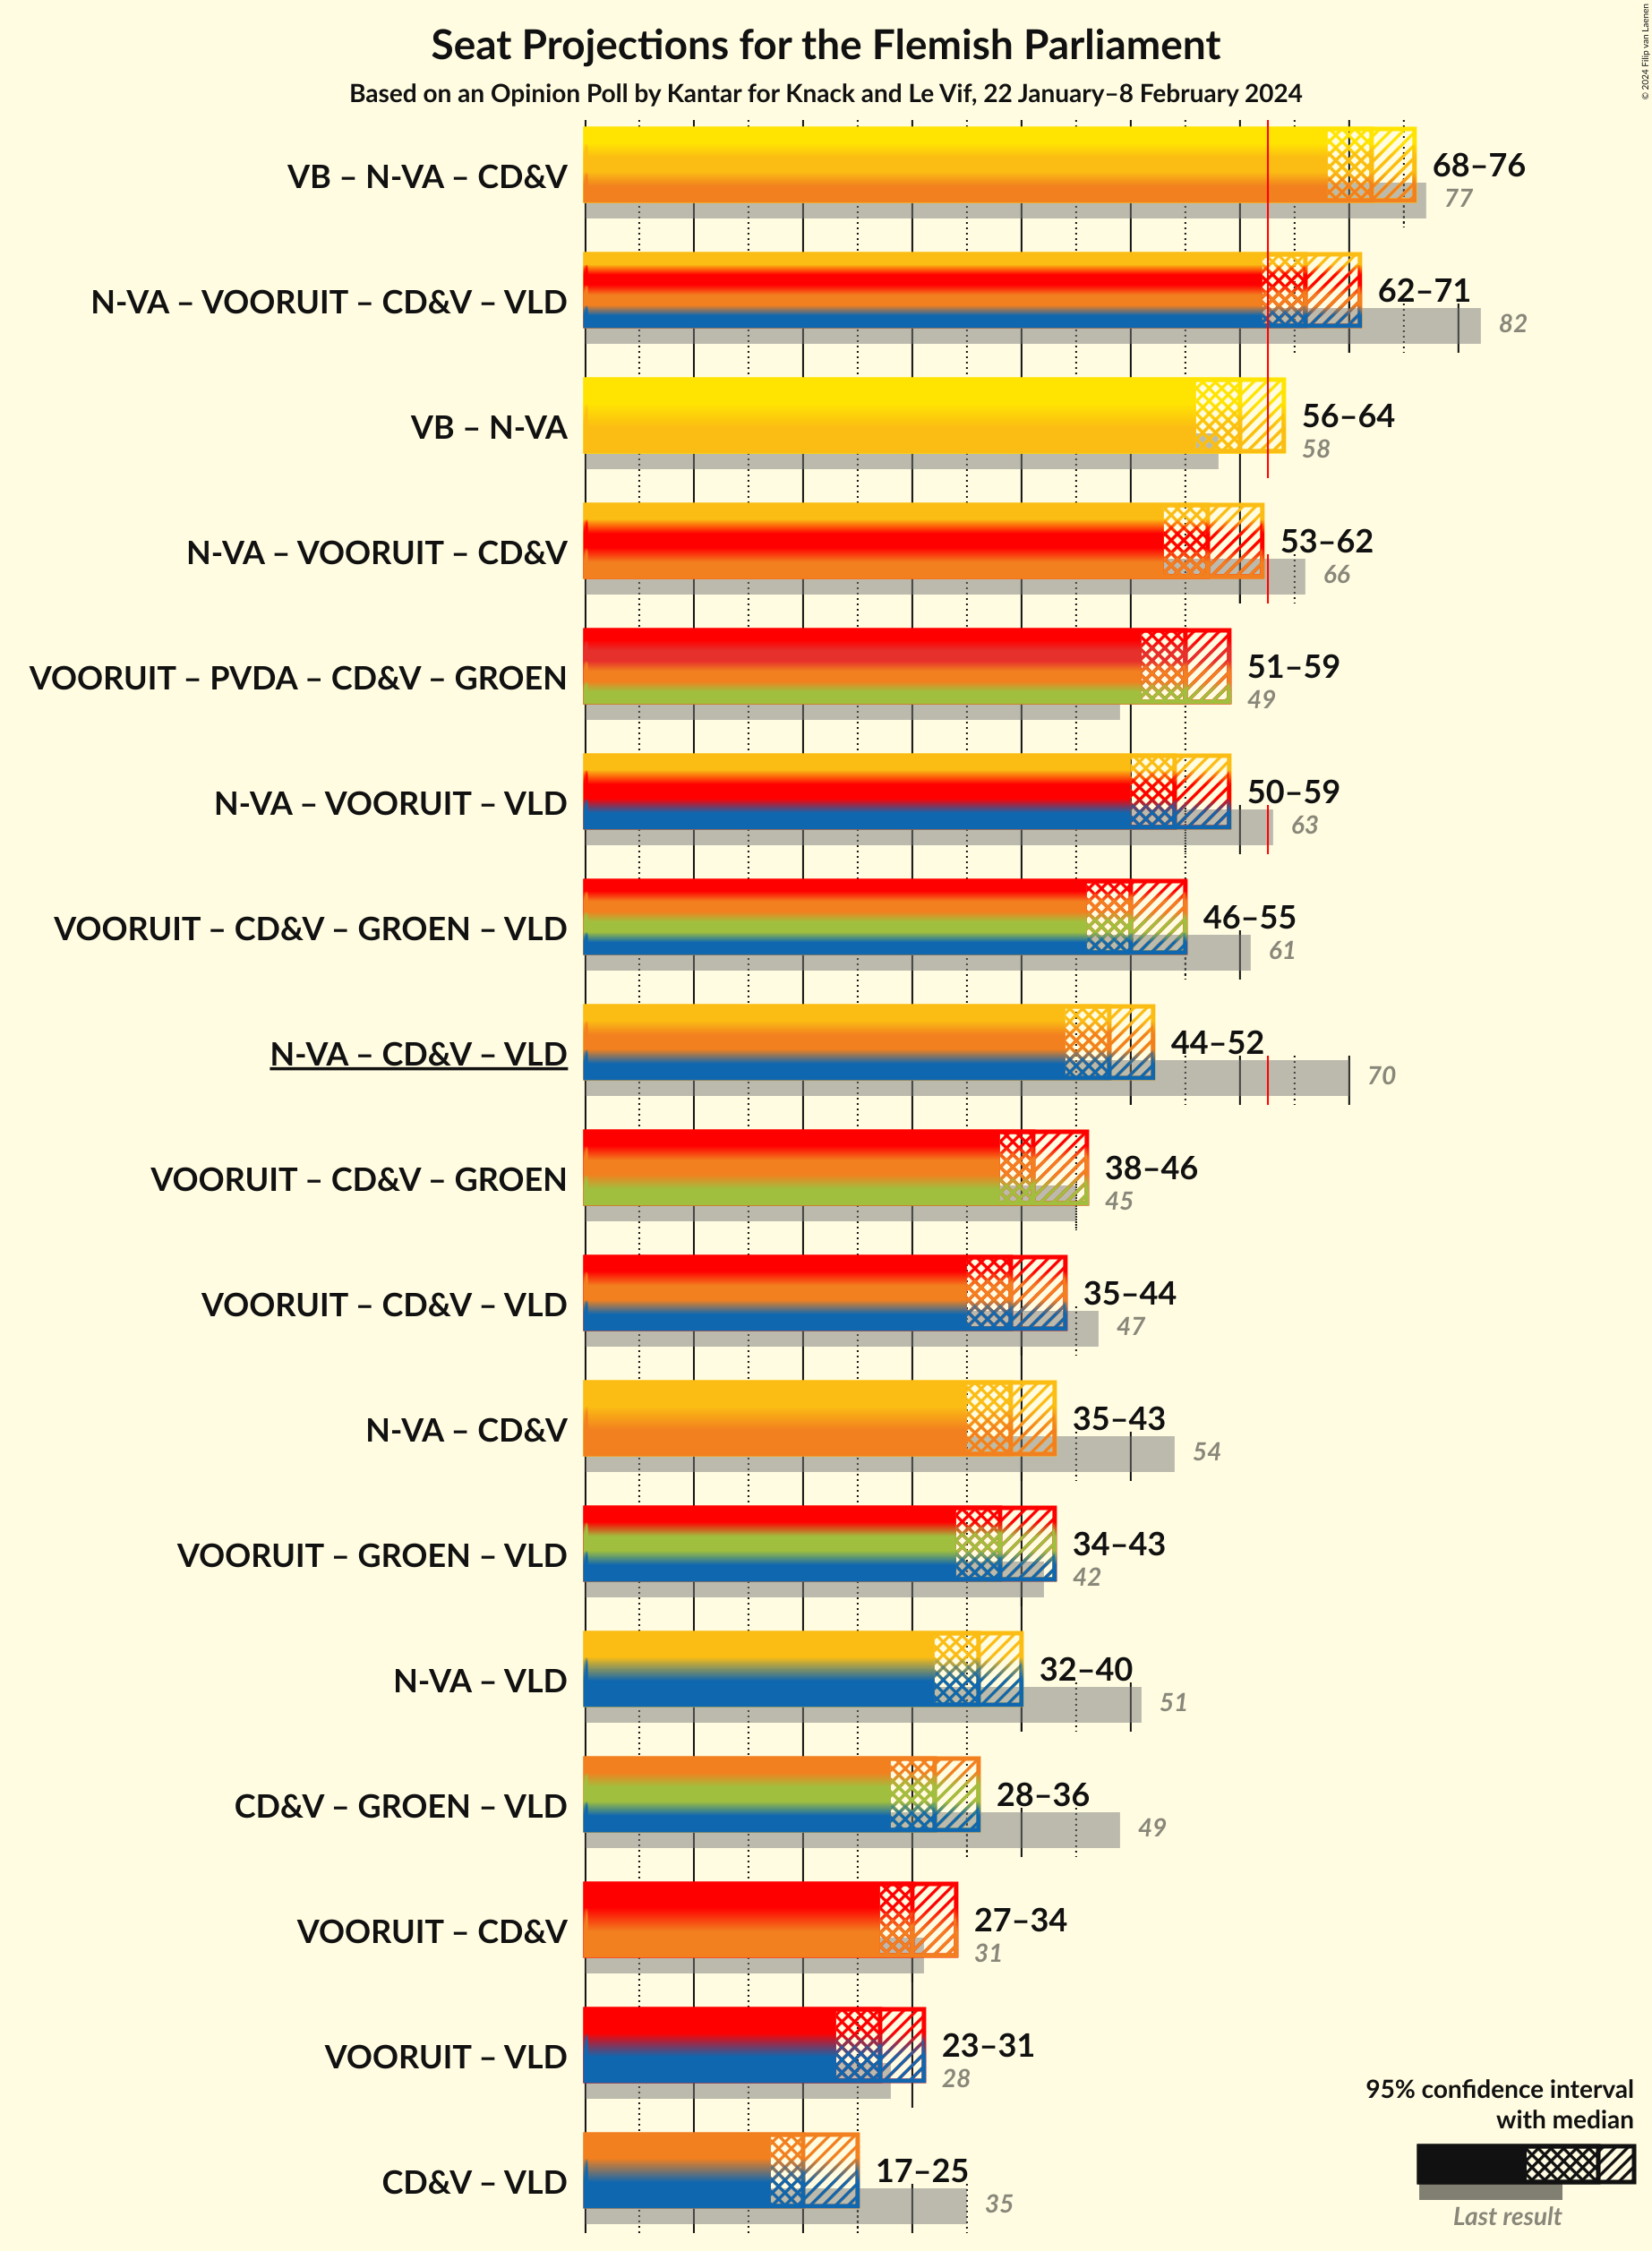 Seat Projections for the Flemish Parliament
Based on an Opinion Poll by Kantar for Knack and Le Vif, 22 January–8 February 2024
© 2024 Filip van Laenen
VB – N-VA – CD&V
68–76
77
N-VA – VOORUIT – CD&V – VLD
62–71
82
VB – N-VA
56–64
58
N-VA – VOORUIT – CD&V
53–62
66
VOORUIT – PVDA – CD&V – GROEN
51–59
49
N-VA – VOORUIT – VLD
50–59
63
VOORUIT – CD&V – GROEN – VLD
46–55
61
N-VA – CD&V – VLD
44–52
70
VOORUIT – CD&V – GROEN
38–46
45
VOORUIT – CD&V – VLD
35–44
47
N-VA – CD&V
35–43
54
VOORUIT – GROEN – VLD
34–43
42
N-VA – VLD
32–40
51
CD&V – GROEN – VLD
28–36
49
VOORUIT – CD&V
27–34
31
VOORUIT – VLD
23–31
28
CD&V – VLD
17–25
35
95% confidence interval
with median
Last result